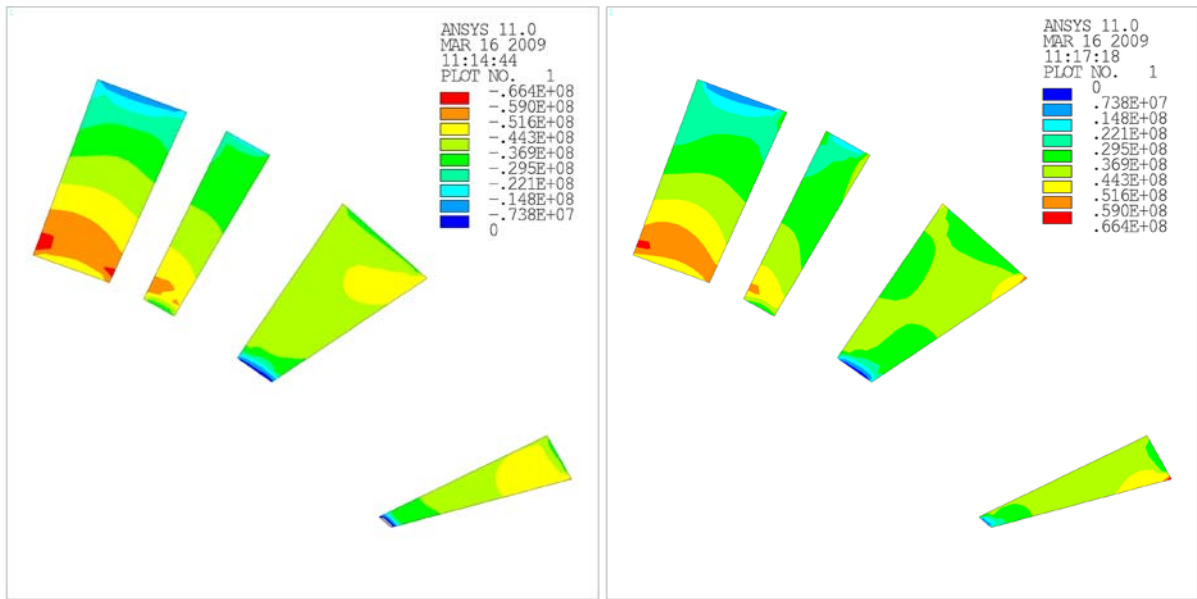 1
ANSYS 11.0
MAR 16 2009
11:14:44
PLOT NO. 1
-.664E+08
-.590E+08
-.516E+08
-.443E+08
-.369E+08
-.295E+08
-.221E+08
-.148E+08
-.738E+07
0
1
ANSYS 11.0
MAR 16 2009
11:17:18
PLOT NO. 1
0
.738E+07
.148E+08
.221E+08
.295E+08
.369E+08
.443E+08
.516E+08
.590E+08
.664E+08